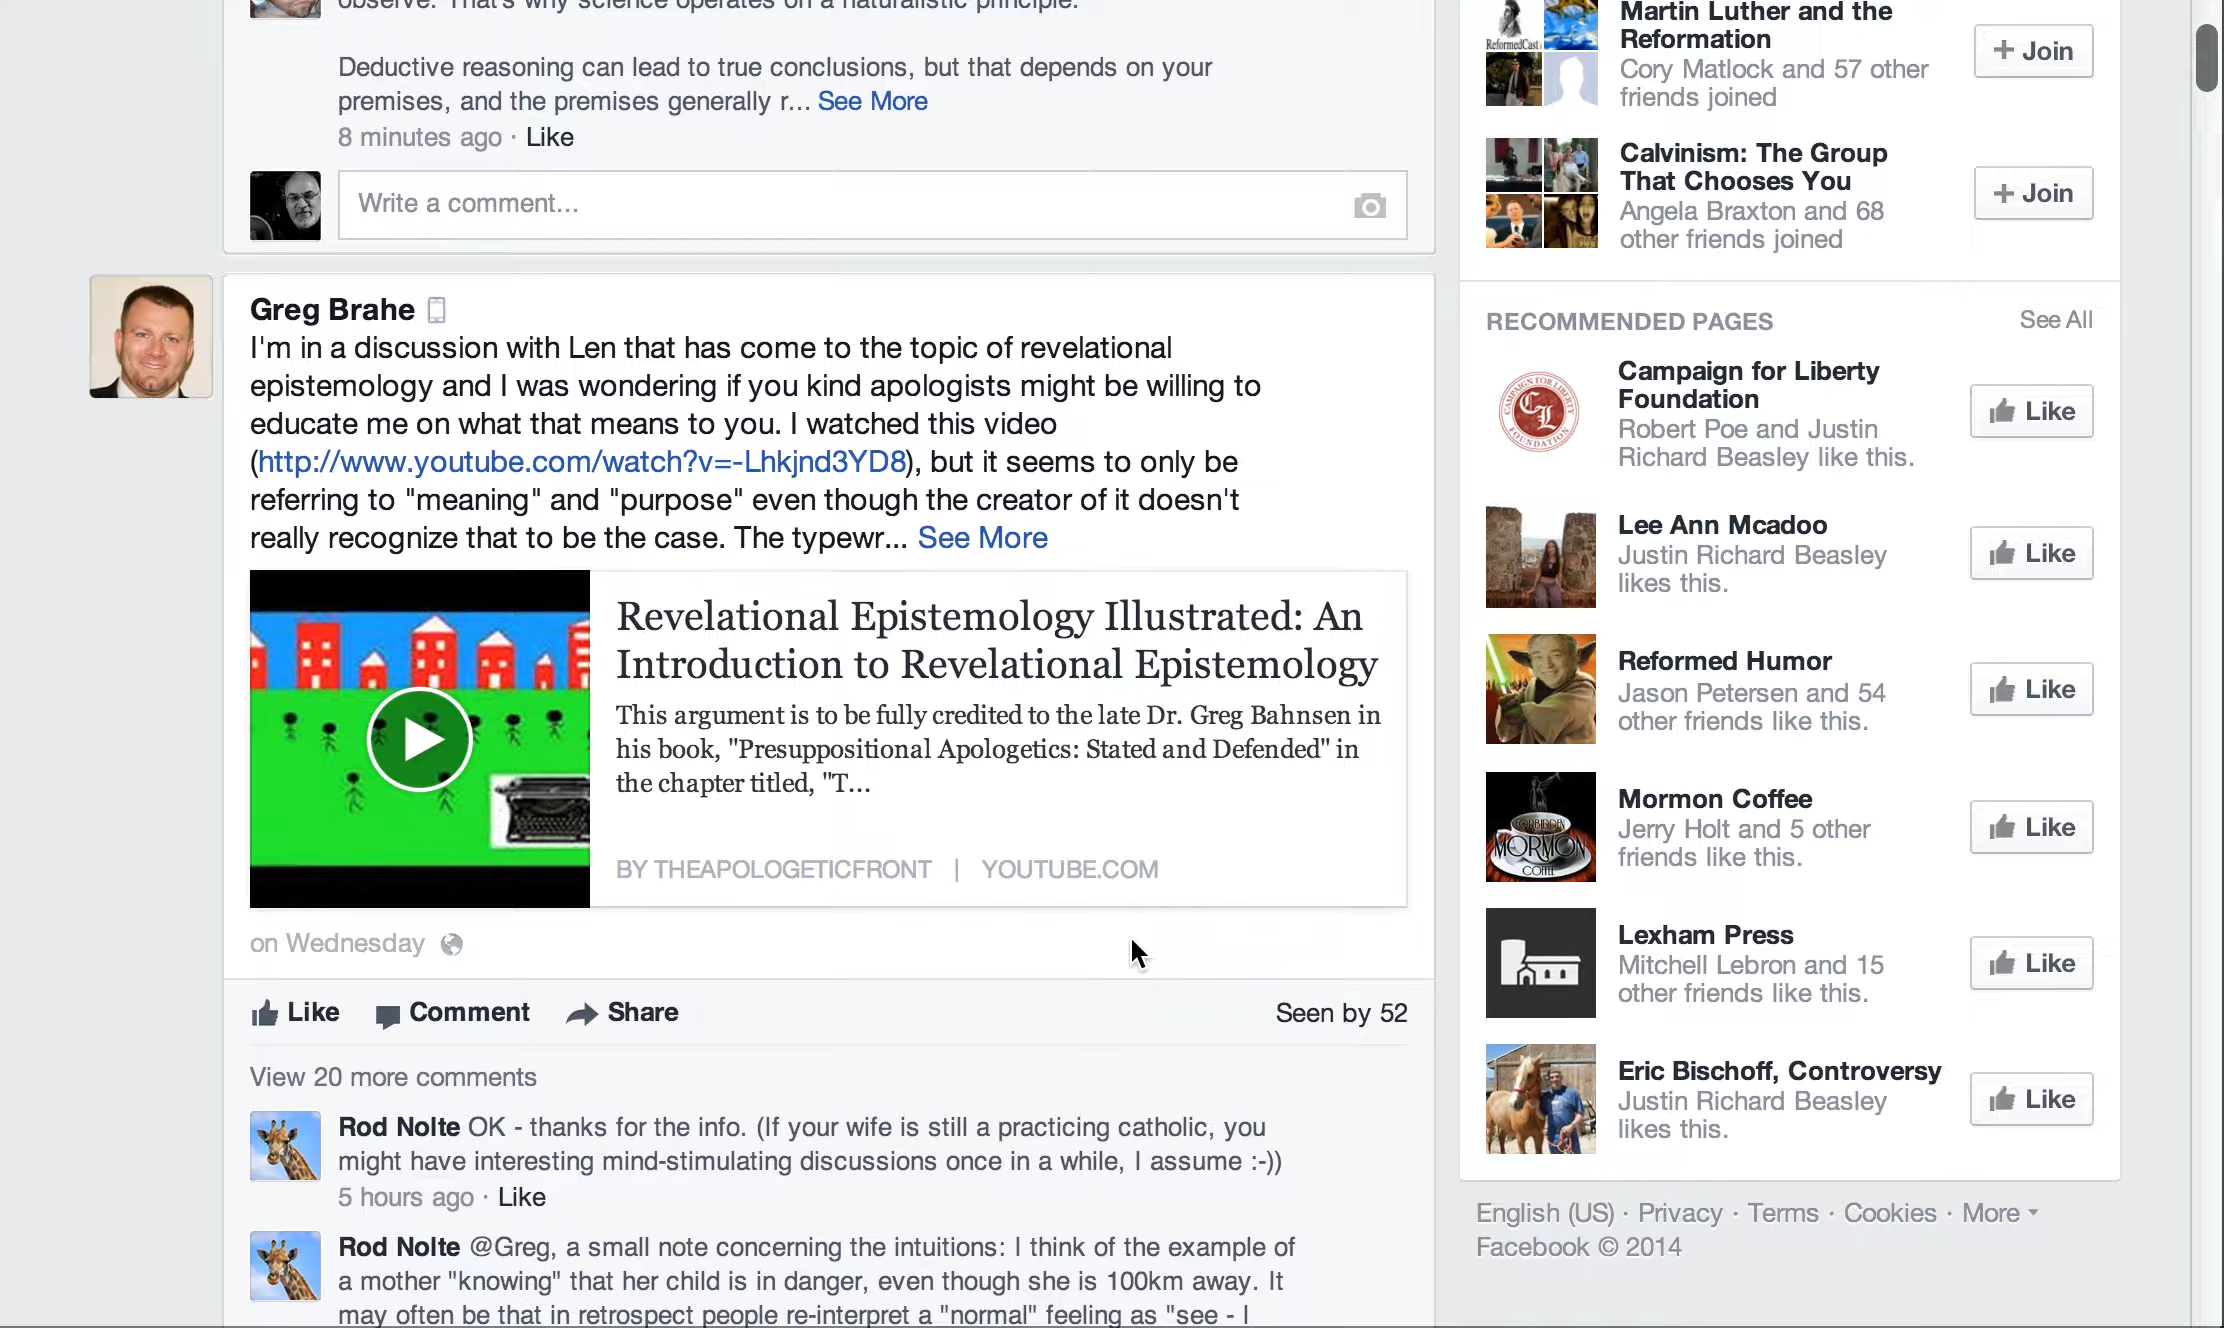 observe. That's why science operates on a naturalistic principle.
Deductive reasoning can lead to true conclusions, but that depends on your
premises, and the premises generally r... See More
8 minutes ago · Like
Write a comment...
Greg Brahe
I'm in a discussion with Len that has come to the topic of revelational
epistemology and I was wondering if you kind apologists might be willing to
educate me on what that means to you. I watched this video
(http://www.youtube.com/watch?v=-Lhkjnd3YD8), but it seems to only be
referring to "meaning" and "purpose" even though the creator of it doesn't
really recognize that to be the case. The typewr... See More
Revelational Epistemology Illustrated: An
Introduction to Revelational Epistemology
This argument is to be fully credited to the late Dr. Greg Bahnsen in
his book, "Presuppositional Apologetics: Stated and Defended" in
the chapter titled, "T...
BY THEAPOLOGETICFRONT | YOUTUBE.COM
on Wednesday
Like Comment Share Seen by 52
View 20 more comments
Rod Nolte OK - thanks for the info. (If your wife is still a practicing catholic, you
might have interesting mind-stimulating discussions once in a while, I assume :-))
5 hours ago · Like
Rod Nolte @Greg, a small note concerning the intuitions: I think of the example of
a mother "knowing" that her child is in danger, even though she is 100km away. It
may often be that in retrospect people re-interpret a "normal" feeling as "see - I
ReformedCast
Martin Luther and the
Reformation
Cory Matlock and 57 other
friends joined
+ Join
Calvinism: The Group
That Chooses You
Angela Braxton and 68
other friends joined
+ Join
RECOMMENDED PAGES See All
CAMPAIGN FOR LIBERTY
CL
FOUNDATION
Campaign for Liberty
Foundation
Robert Poe and Justin
Richard Beasley like this.
Like
Lee Ann Mcadoo
Justin Richard Beasley
likes this.
Like
Reformed Humor
Jason Petersen and 54
other friends like this.
Like
FORBIDDEN
MORMON
COFFEE
Mormon Coffee
Jerry Holt and 5 other
friends like this.
Like
Lexham Press
Mitchell Lebron and 15
other friends like this.
Like
Eric Bischoff, Controversy
Justin Richard Beasley
likes this.
Like
English (US) · Privacy · Terms · Cookies · More
Facebook © 2014